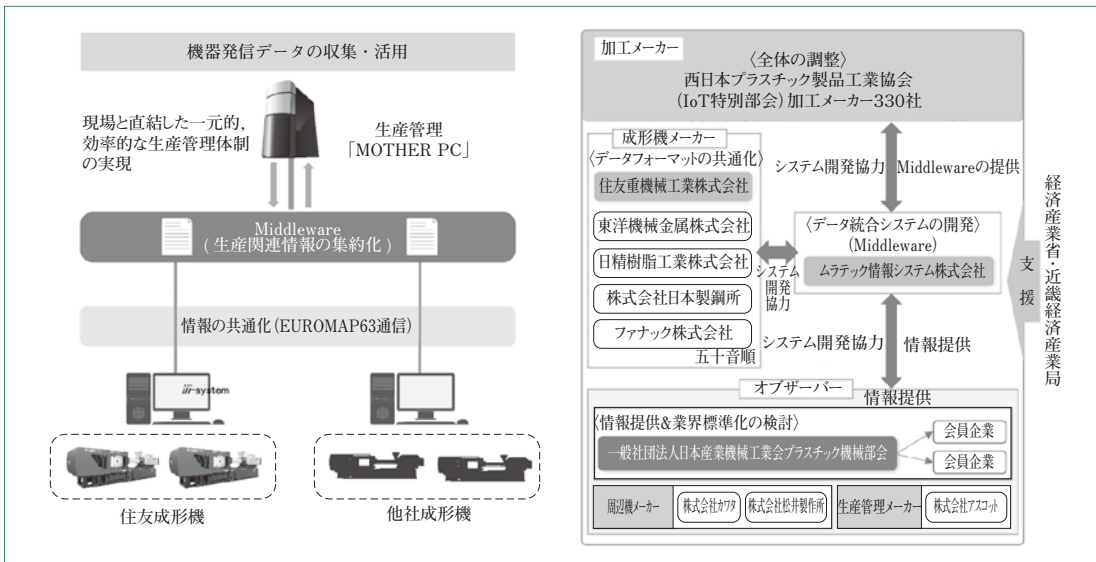 機器発信データの収集・活用
現場と直結した一元的,
効率的な生産管理体制
の実現
生産管理
「MOTHER PC」
Middleware
(生産関連情報の集約化)
情報の共通化(EUROMAP63通信)
iii-system
住友成形機
他社成形機
加工メーカー
〈全体の調整〉
西日本プラスチック製品工業協会
(IoT特別部会)加工メーカー330社
成形機メーカー
〈データフォーマットの共通化〉
住友重機械工業株式会社
東洋機械金属株式会社
日精樹脂工業株式会社
株式会社日本製鋼所
ファナック株式会社
五十音順
システム開発協力
Middlewareの提供
〈データ統合システムの開発〉
(Middleware)
ムラテック情報システム株式会社
システム
開発
協力
システム開発協力
情報提供
支援
経済産業省・近畿経済産業局
オブザーバー
情報提供
〈情報提供&業界標準化の検討〉
一般社団法人日本産業機械工業会プラスチック機械部会
会員企業
会員企業
周辺機メーカー
株式会社カワタ
株式会社松井製作所
生産管理メーカー
株式会社アスコット